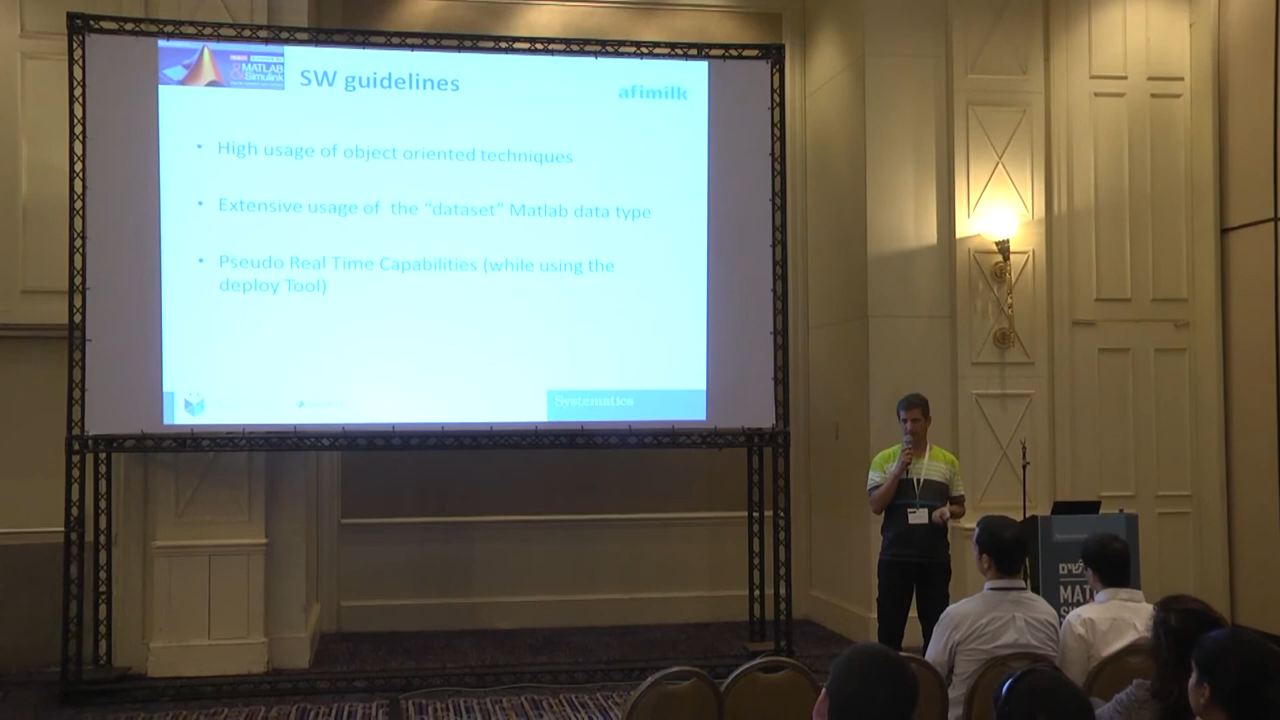 MATLAB
&Simulink
SW guidelines
afimilk
• High usage of object oriented techniques
• Extensive usage of the “dataset” Matlab data type
• Pseudo Real Time Capabilities (while using the
deploy Tool)
Systematics